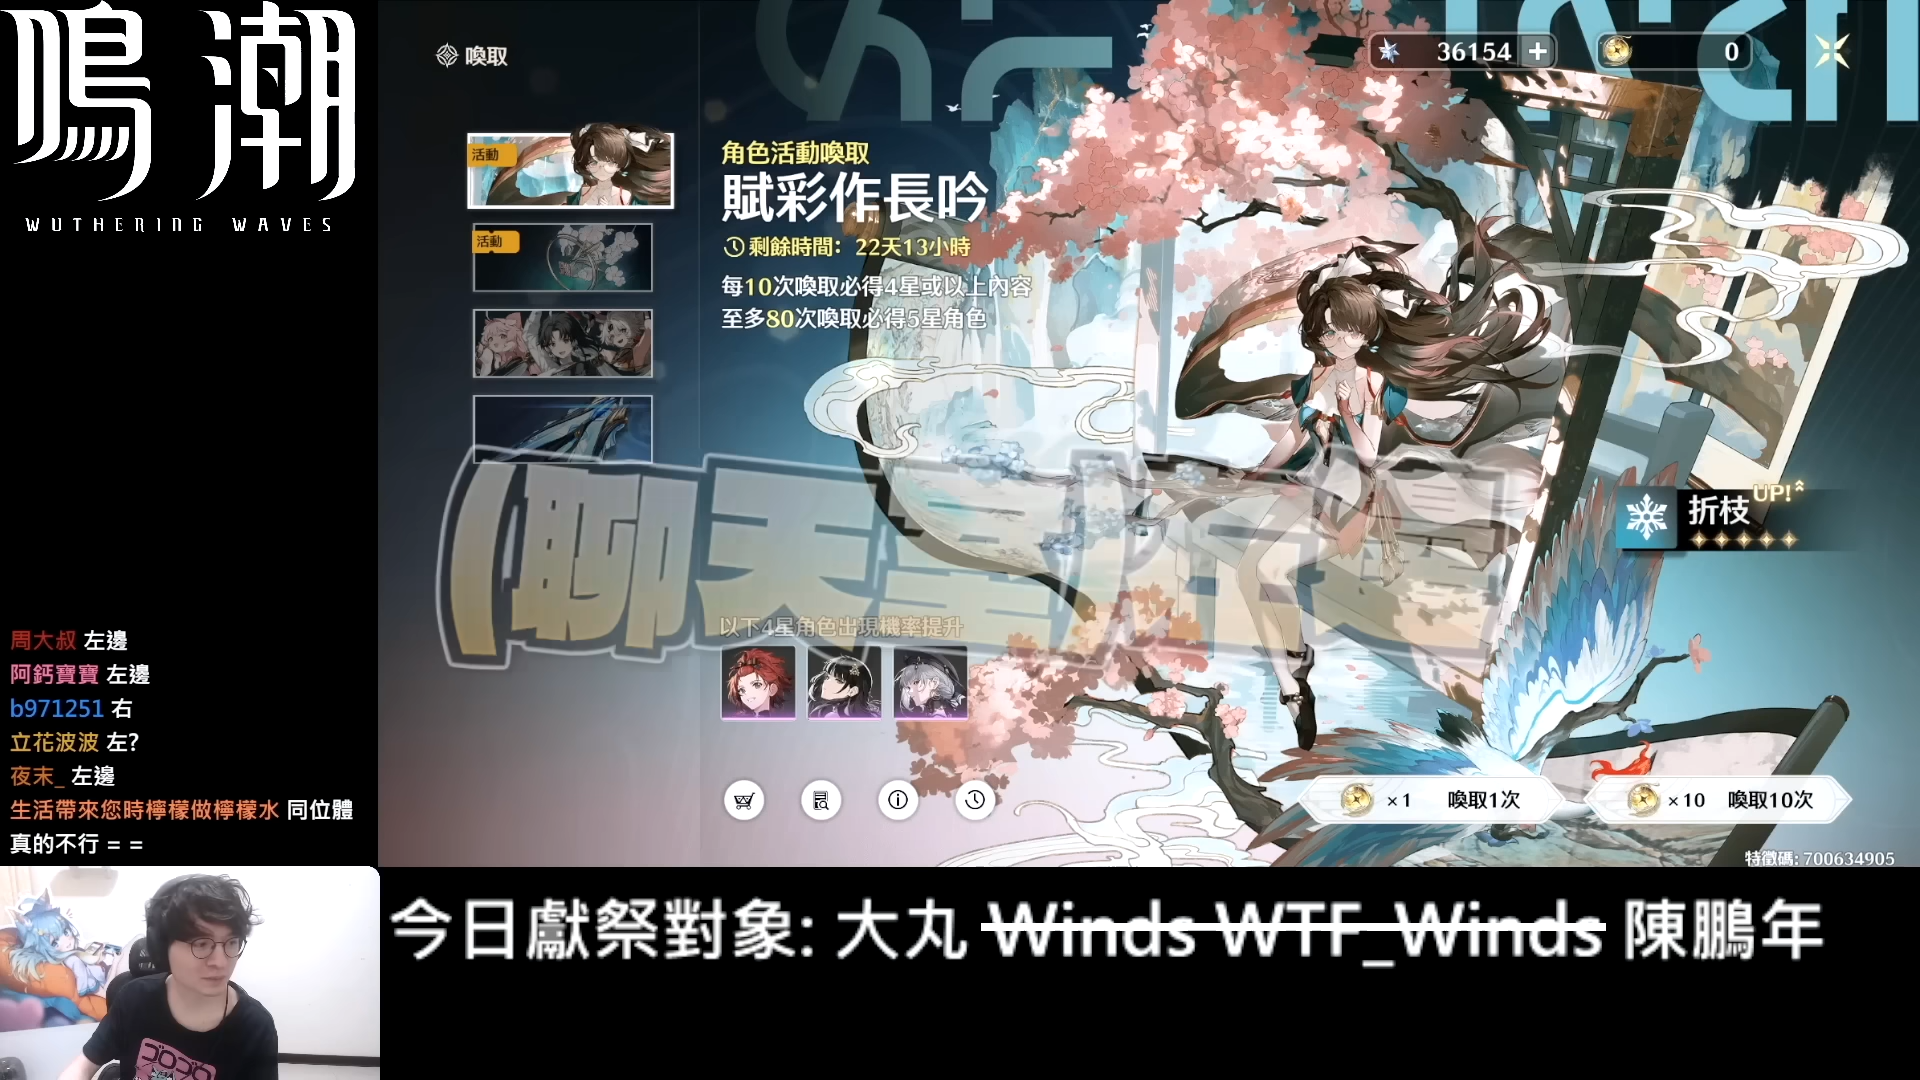 鳴潮
WUTHERING WAVES
喚取
36154
0
活動
活動
角色活動喚取
賦彩作長吟
剩餘時間：22天13小時
每10次喚取必得4星或以上內容
至多80次喚取必得5星角色
折枝
UP!
(聊天室
以下4星角色出現機率提升
×1 喚取1次
×10 喚取10次
特徵碼: 700634905
周大叔 左邊
阿鈣寶寶 左邊
b971251 右
立花波波 左?
夜末_ 左邊
生活帶來您時檸檬做檸檬水 同位體
真的不行 = =
今日獻祭對象: 大丸 Winds WTF_Winds 陳鵬年
ゴロゴロ